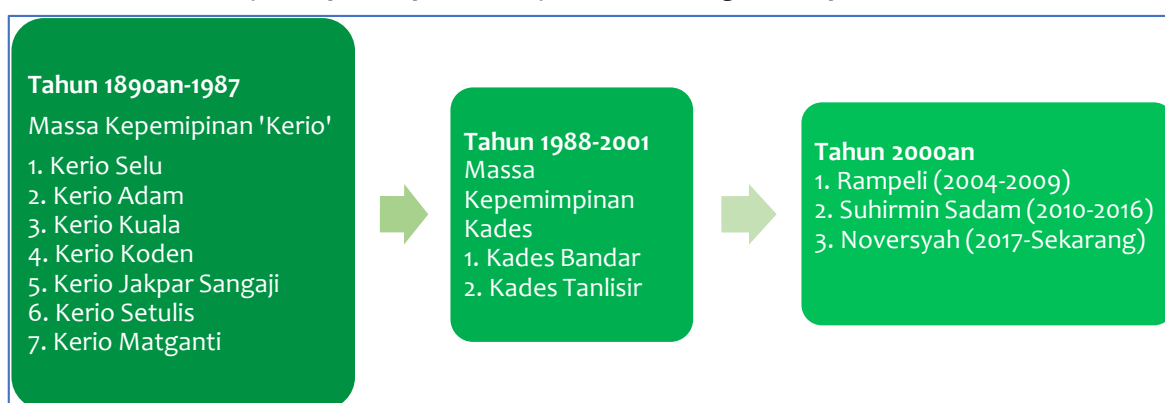 Tahun 1890an-1987
Massa Kepemipinan 'Kerio'
1. Kerio Selu
2. Kerio Adam
3. Kerio Kuala
4. Kerio Koden
5. Kerio Jakpar Sangaji
6. Kerio Setulis
7. Kerio Matganti
Tahun 1988-2001
Massa
Kepemimpinan
Kades
1. Kades Bandar
2. Kades Tanlisir
Tahun 2000an
1. Rampeli (2004-2009)
2. Suhirmin Sadam (2010-2016)
3. Noversyah (2017-Sekarang)